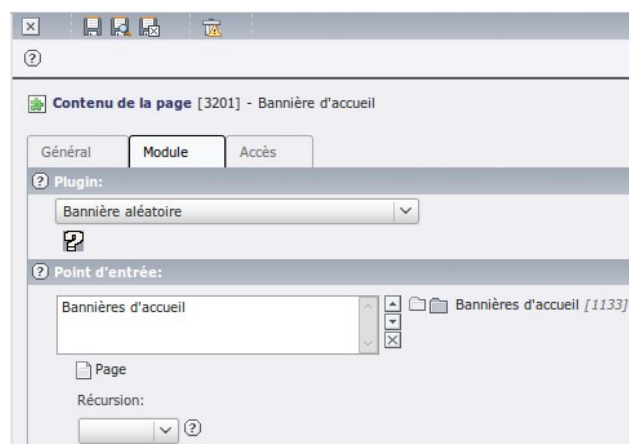 Contenu de la page [3201] - Bannière d'accueil
Général Module Accès
Plugin:
Bannière aléatoire
Point d'entrée:
Bannières d'accueil Bannières d'accueil [1133]
Page
Récursion: